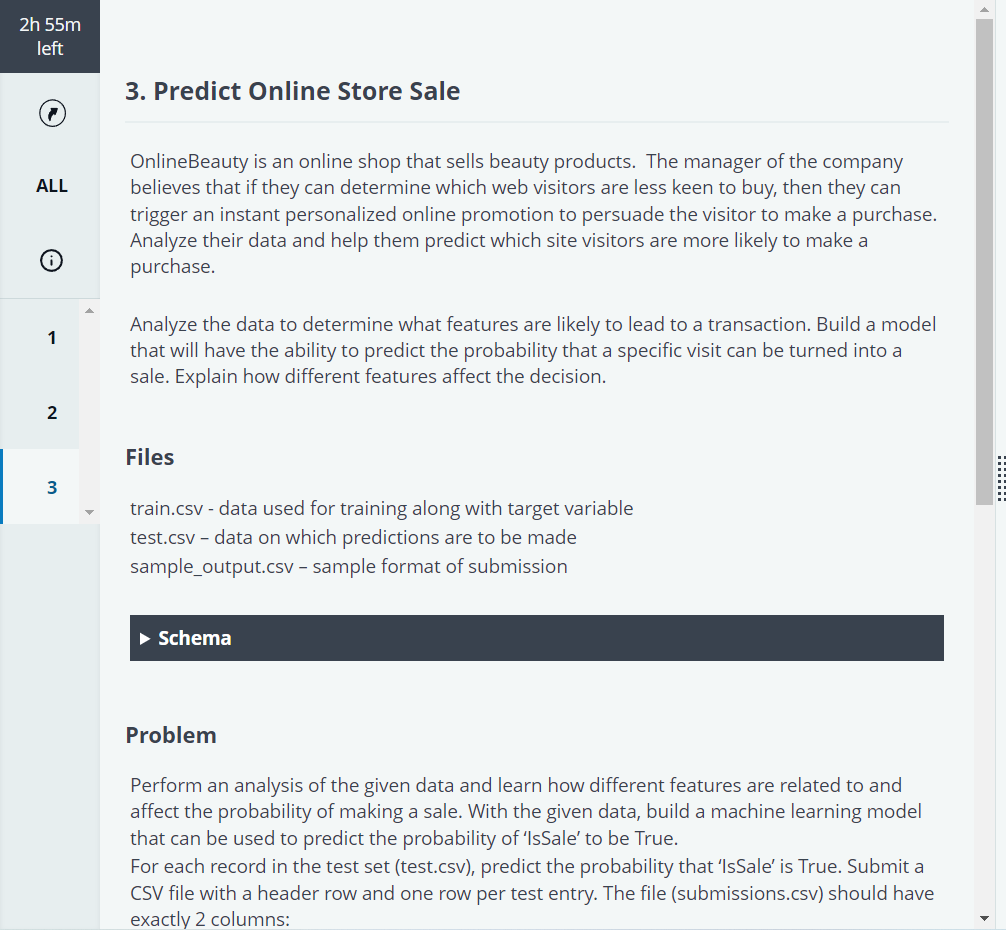 2h 55m
left
ALL
1
2
3
3. Predict Online Store Sale
OnlineBeauty is an online shop that sells beauty products.  The manager of the company
believes that if they can determine which web visitors are less keen to buy, then they can
trigger an instant personalized online promotion to persuade the visitor to make a purchase.
Analyze their data and help them predict which site visitors are more likely to make a
purchase.
Analyze the data to determine what features are likely to lead to a transaction. Build a model
that will have the ability to predict the probability that a specific visit can be turned into a
sale. Explain how different features affect the decision.
Files
train.csv - data used for training along with target variable
test.csv – data on which predictions are to be made
sample_output.csv – sample format of submission
Schema
Problem
Perform an analysis of the given data and learn how different features are related to and
affect the probability of making a sale. With the given data, build a machine learning model
that can be used to predict the probability of ‘IsSale’ to be True.
For each record in the test set (test.csv), predict the probability that ‘IsSale’ is True. Submit a
CSV file with a header row and one row per test entry. The file (submissions.csv) should have
exactly 2 columns: